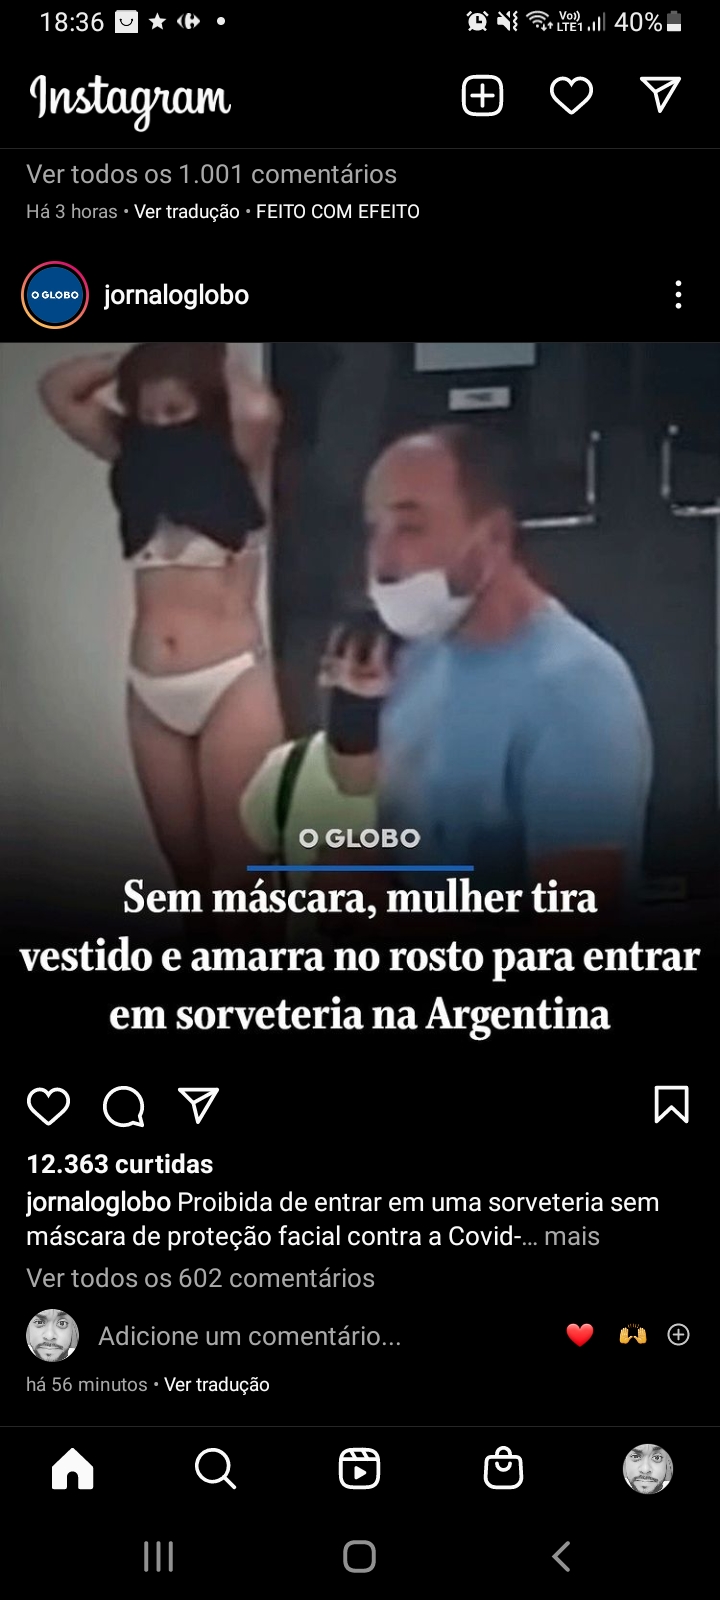 18:36
Vo))
LTE1
40%
Instagram
Ver todos os 1.001 comentários
Há 3 horas • Ver tradução • FEITO COM EFEITO
O GLOBO
jornaloglobo
O GLOBO
Sem máscara, mulher tira
vestido e amarra no rosto para entrar
em sorveteria na Argentina
12.363 curtidas
jornaloglobo Proibida de entrar em uma sorveteria sem
máscara de proteção facial contra a Covid-... mais
Ver todos os 602 comentários
Adicione um comentário...
há 56 minutos • Ver tradução